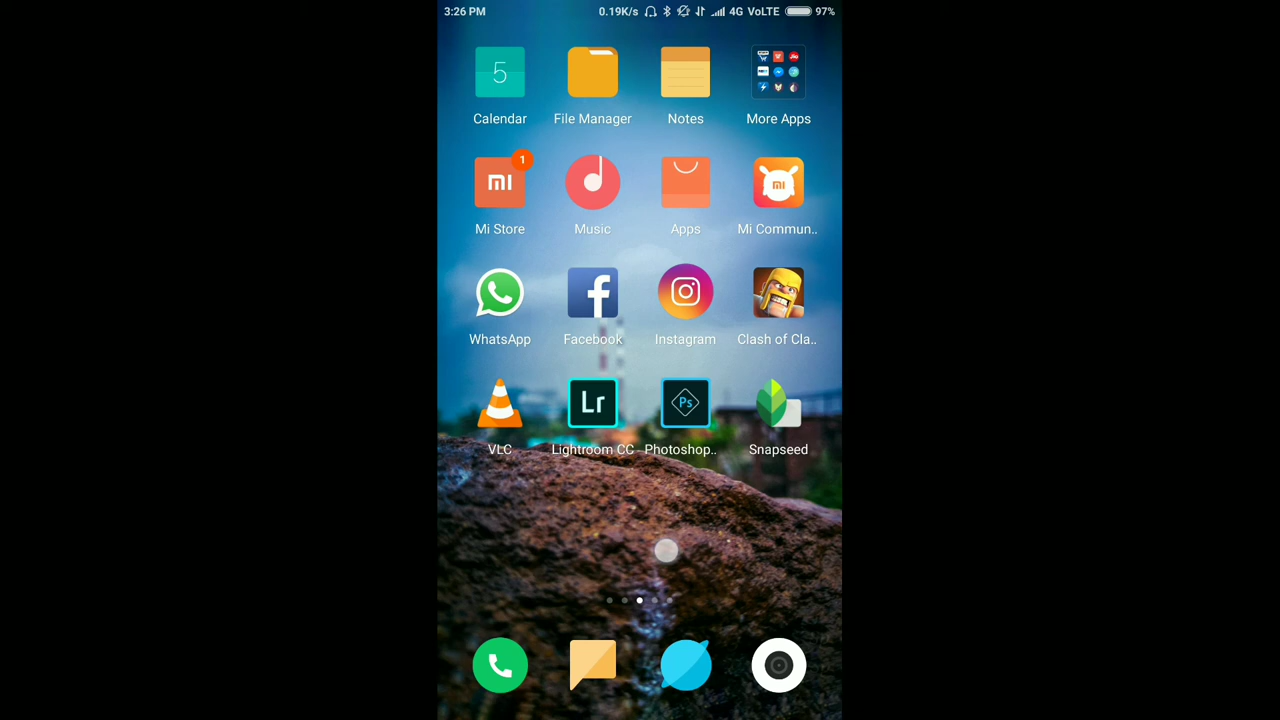 3:26 PM 0.19K/s 4G VoLTE 97%
5
Calendar File Manager Notes More Apps
1
Mi Store Music Apps Mi Commun..
WhatsApp Facebook Instagram Clash of Cla..
Lr Ps
VLC Lightroom CC Photoshop.. Snapseed